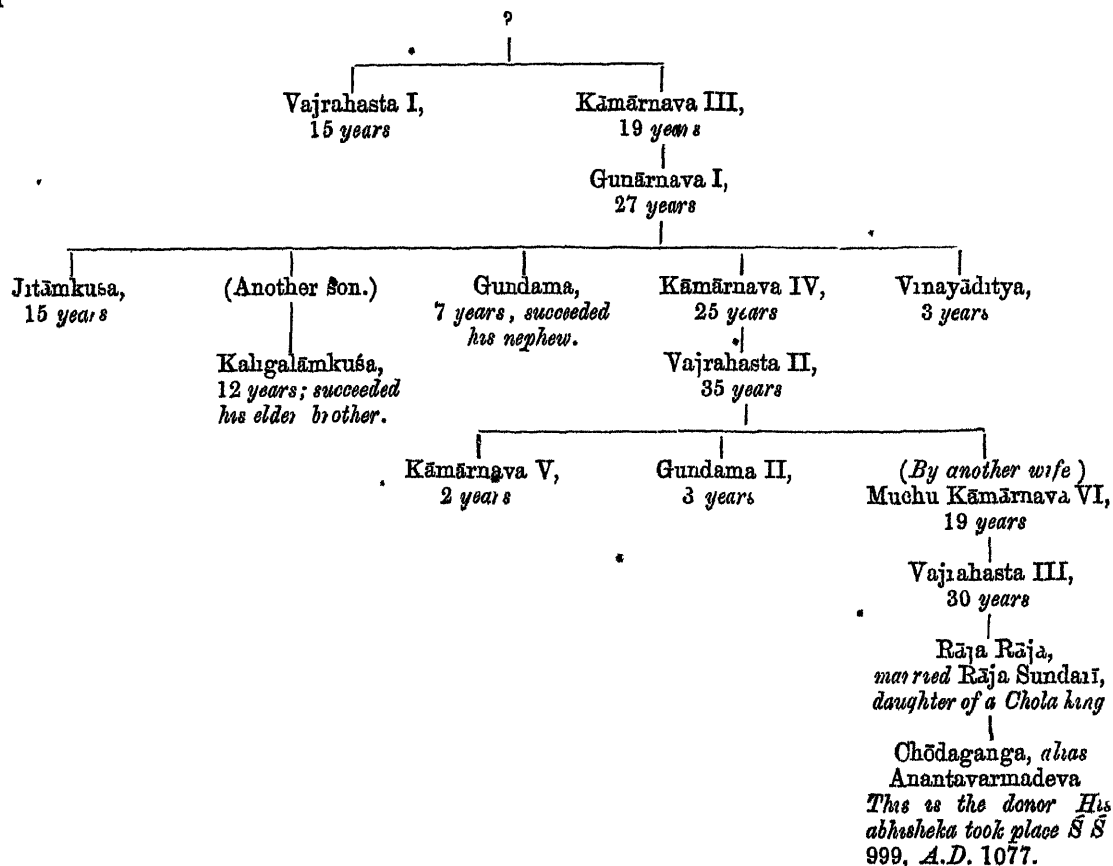 ?
Vajrahasta I,
15 years
Kāmārnava III,
19 years
Gunārnava I,
27 years
Jitāmkusa,
15 years
(Another son.)
Gundama,
7 years, succeeded
his nephew.
Kāmārnava IV,
25 years
Vinayāditya,
3 years
Kaligalāmkuśa,
12 years; succeeded
his elder brother.
Vajrahasta II,
35 years
Kāmārnava V,
2 years
Gundama II,
3 years
(By another wife)
Muchu Kāmārnava VI,
19 years
Vajrahasta III,
30 years
Rāja Rāja,
married Rāja Sundarī,
daughter of a Chola king
Chōdaganga, alias
Anantavarmadeva
This is the donor His
abhisheka took place Ś Ś
999, A.D. 1077.